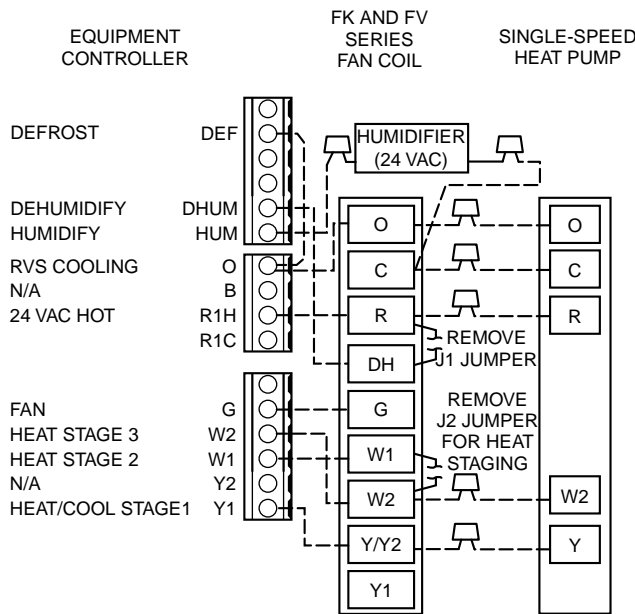 EQUIPMENT
CONTROLLER
FK AND FV
SERIES
FAN COIL
SINGLE-SPEED
HEAT PUMP
DEFROST DEF
HUMIDIFIER
(24 VAC)
DEHUMIDIFY DHUM
HUMIDIFY HUM
RVS COOLING O
N/A B
24 VAC HOT R1H
R1C
FAN G
HEAT STAGE 3 W2
HEAT STAGE 2 W1
N/A Y2
HEAT/COOL STAGE1 Y1
O
C
R
DH
G
W1
W2
Y/Y2
Y1
REMOVE
J1 JUMPER
REMOVE
J2 JUMPER
FOR HEAT
STAGING
O
C
R
W2
Y